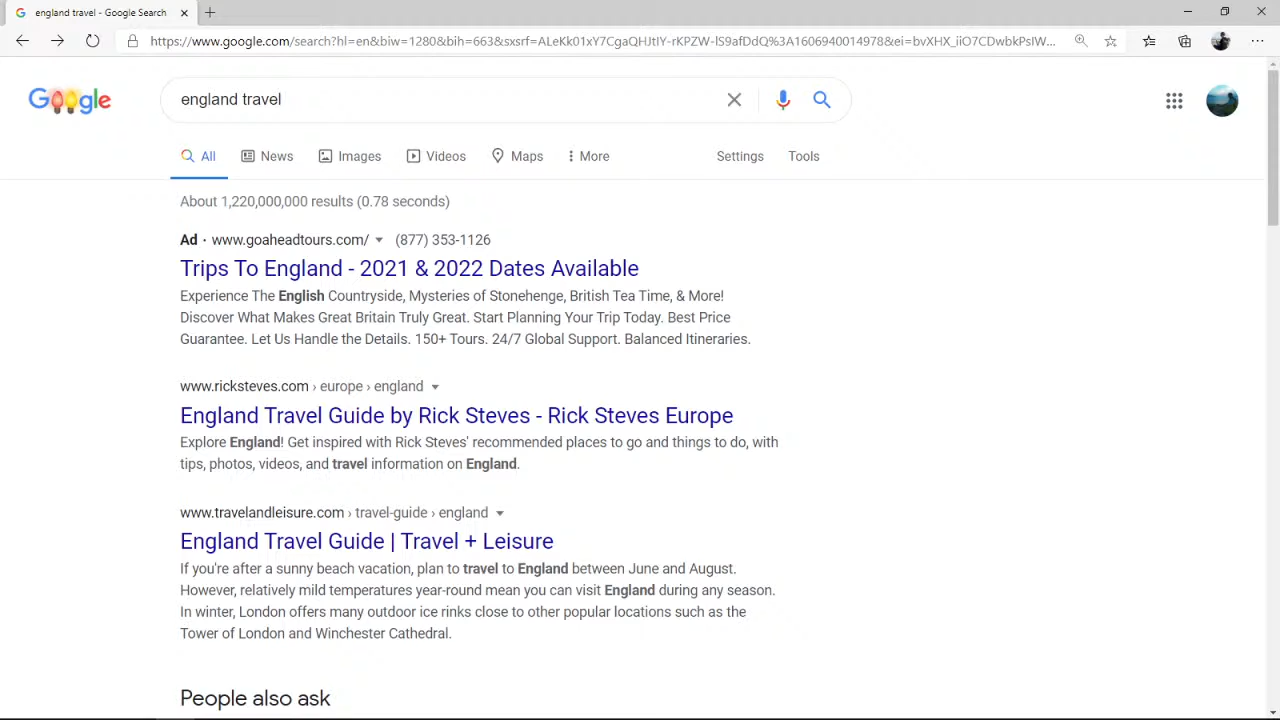 england travel - Google Search
https://www.google.com/search?hl=en&biw=1280&bih=663&sxsrf=ALeKk01xY7CgaQHJtIY-rKPZW-lS9afDdQ%3A1606940014978&ei=bvXHX_iiO7CDwbkPsIW...
Google
england travel
All News Images Videos Maps More Settings Tools
About 1,220,000,000 results (0.78 seconds)
Ad · www.goaheadtours.com/ (877) 353-1126
Trips To England - 2021 & 2022 Dates Available
Experience The English Countryside, Mysteries of Stonehenge, British Tea Time, & More!
Discover What Makes Great Britain Truly Great. Start Planning Your Trip Today. Best Price
Guarantee. Let Us Handle the Details. 150+ Tours. 24/7 Global Support. Balanced Itineraries.
www.ricksteves.com › europe › england
England Travel Guide by Rick Steves - Rick Steves Europe
Explore England! Get inspired with Rick Steves' recommended places to go and things to do, with
tips, photos, videos, and travel information on England.
www.travelandleisure.com › travel-guide › england
England Travel Guide | Travel + Leisure
If you're after a sunny beach vacation, plan to travel to England between June and August.
However, relatively mild temperatures year-round mean you can visit England during any season.
In winter, London offers many outdoor ice rinks close to other popular locations such as the
Tower of London and Winchester Cathedral.
People also ask